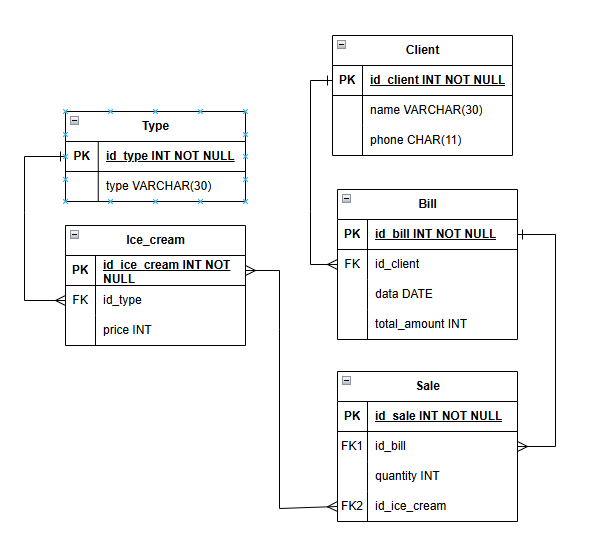 Client
PK id_client INT NOT NULL
name VARCHAR(30)
phone CHAR(11)
Type
PK id_type INT NOT NULL
type VARCHAR(30)
Ice_cream
PK id_ice_cream INT NOT
NULL
FK id_type
price INT
Bill
PK id_bill INT NOT NULL
FK id_client
data DATE
total_amount INT
Sale
PK id_sale INT NOT NULL
FK1 id_bill
quantity INT
FK2 id_ice_cream